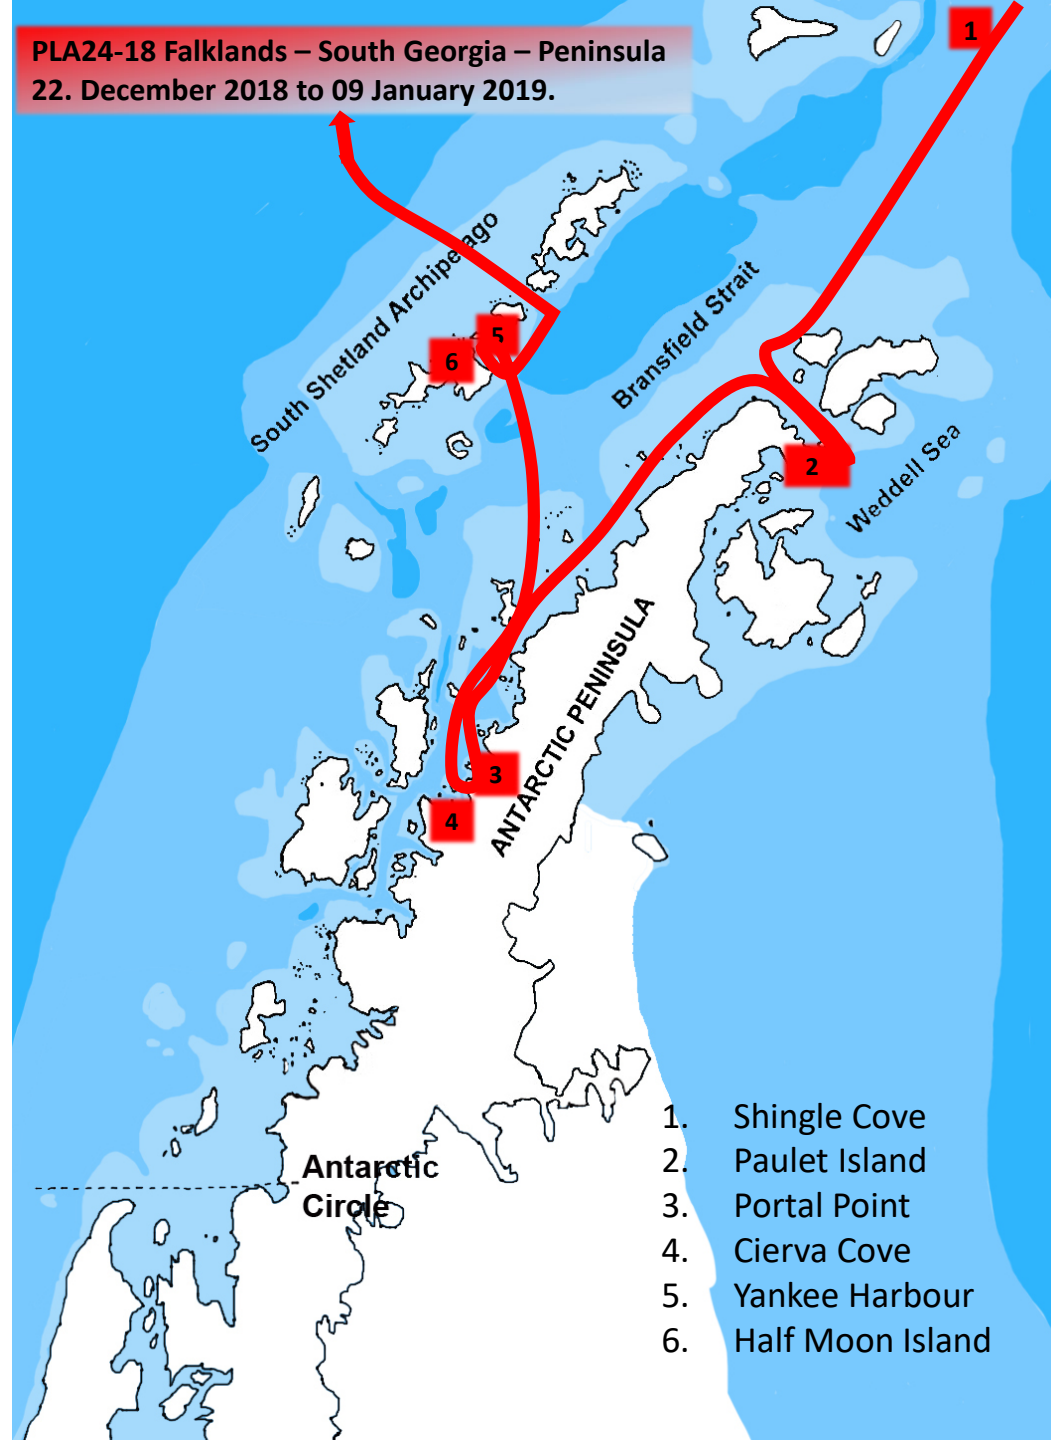 PLA24-18 Falklands – South Georgia – Peninsula
22. December 2018 to 09 January 2019.
1
South Shetland Archipelago
5
6
Bransfield Strait
2
Weddell Sea
ANTARCTIC PENINSULA
3
4
Antarctic
Circle
1. Shingle Cove
2. Paulet Island
3. Portal Point
4. Cierva Cove
5. Yankee Harbour
6. Half Moon Island